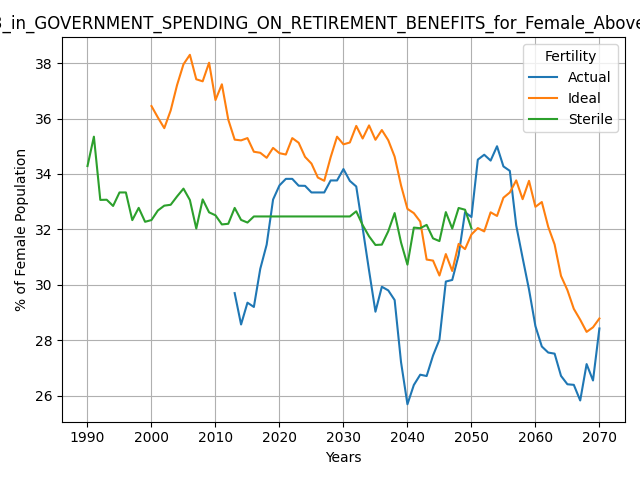 _in_GOVERNMENT_SPENDING_ON_RETIREMENT_BENEFITS_for_Female_Above
Fertility
Actual
Ideal
Sterile
% of Female Population
38
36
34
32
30
28
26
1990 2000 2010 2020 2030 2040 2050 2060 2070
Years